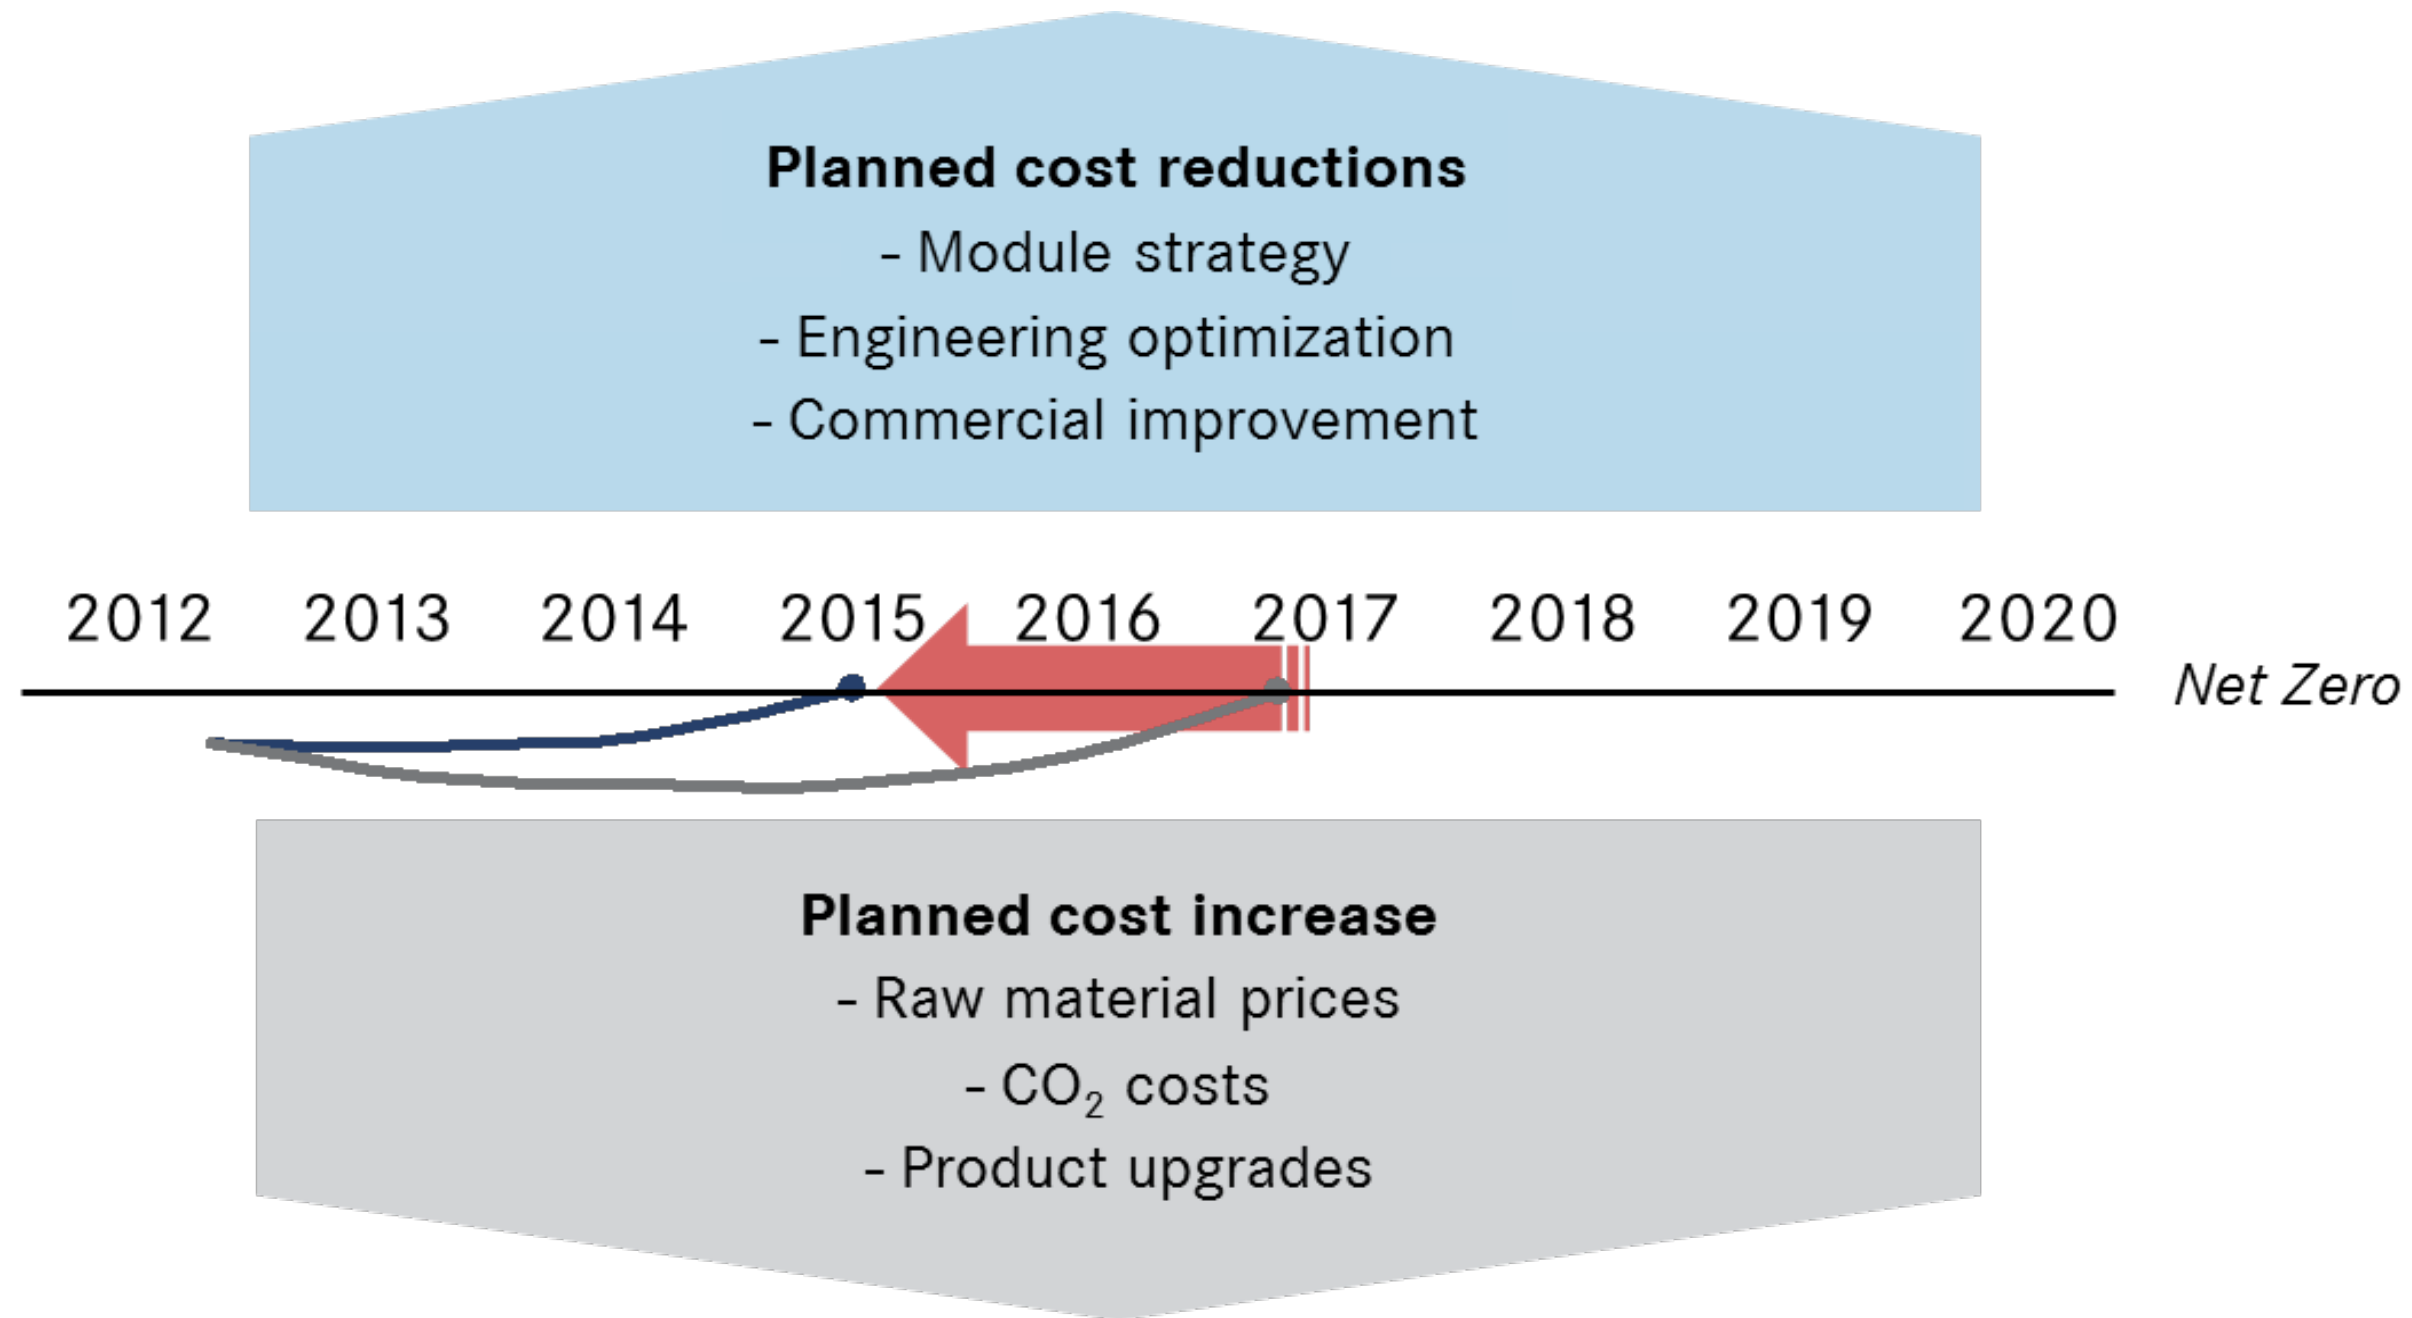 Planned cost reductions
- Module strategy
- Engineering optimization
- Commercial improvement
2012 2013 2014 2015 2016 2017 2018 2019 2020
Net Zero
Planned cost increase
- Raw material prices
- CO₂ costs
- Product upgrades